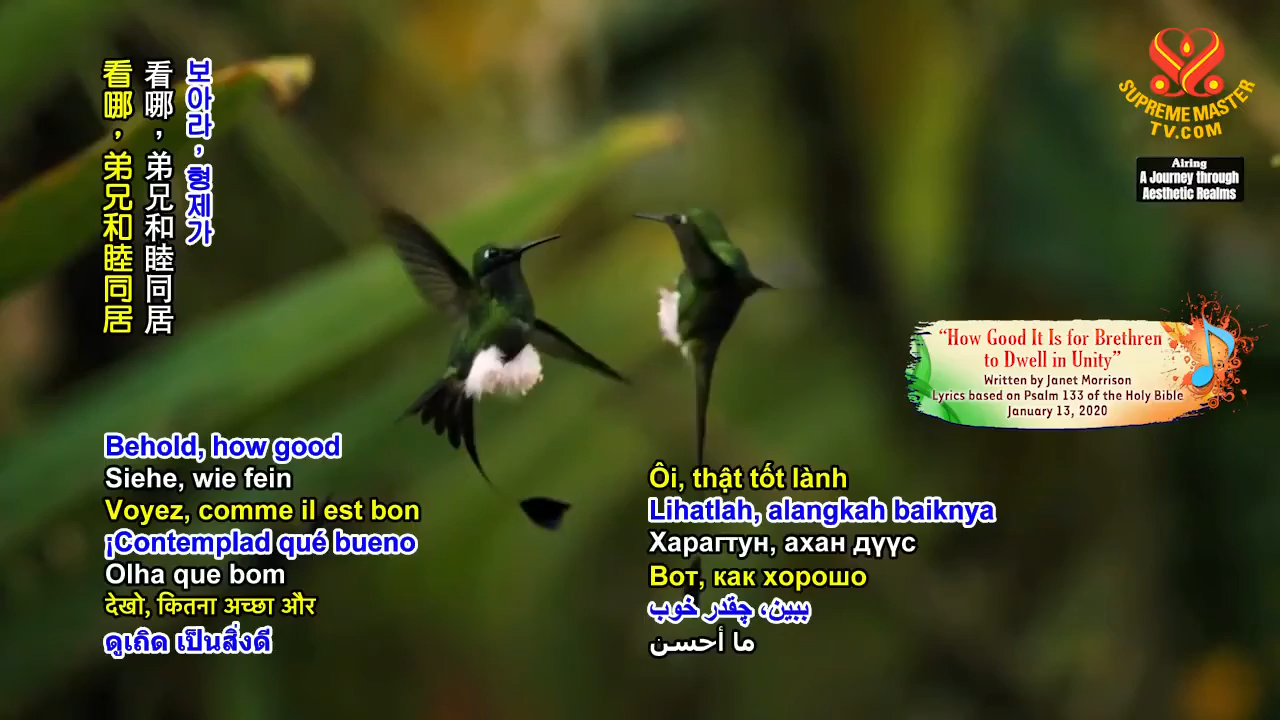 보아라, 형제가
看哪，弟兄和睦同居
看哪，弟兄和睦同居
SUPREME MASTER
TV.COM
Airing
A Journey through
Aesthetic Realms
“How Good It Is for Brethren
to Dwell in Unity”
Written by Janet Morrison
Lyrics based on Psalm 133 of the Holy Bible
January 13, 2020
Behold, how good
Siehe, wie fein
Voyez, comme il est bon
¡Contemplad qué bueno
Olha que bom
देखो, कितना अच्छा और
ดูเถิด เป็นสิ่งดี
Ôi, thật tốt lành
Lihatlah, alangkah baiknya
Харагтун, ахан дүүс
Вот, как хорошо
ببین، چقدر خوب
ما أحسن